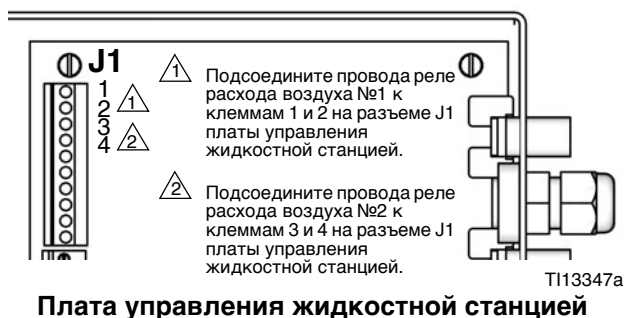 J1
1
2
3
4
1
2
1
Подсоедините провода реле
расхода воздуха №1 к
клеммам 1 и 2 на разъеме J1
платы управления
жидкостной станцией.
2
Подсоедините провода реле
расхода воздуха №2 к
клеммам 3 и 4 на разъеме J1
платы управления
жидкостной станцией.
TI13347a
Плата управления жидкостной станцией